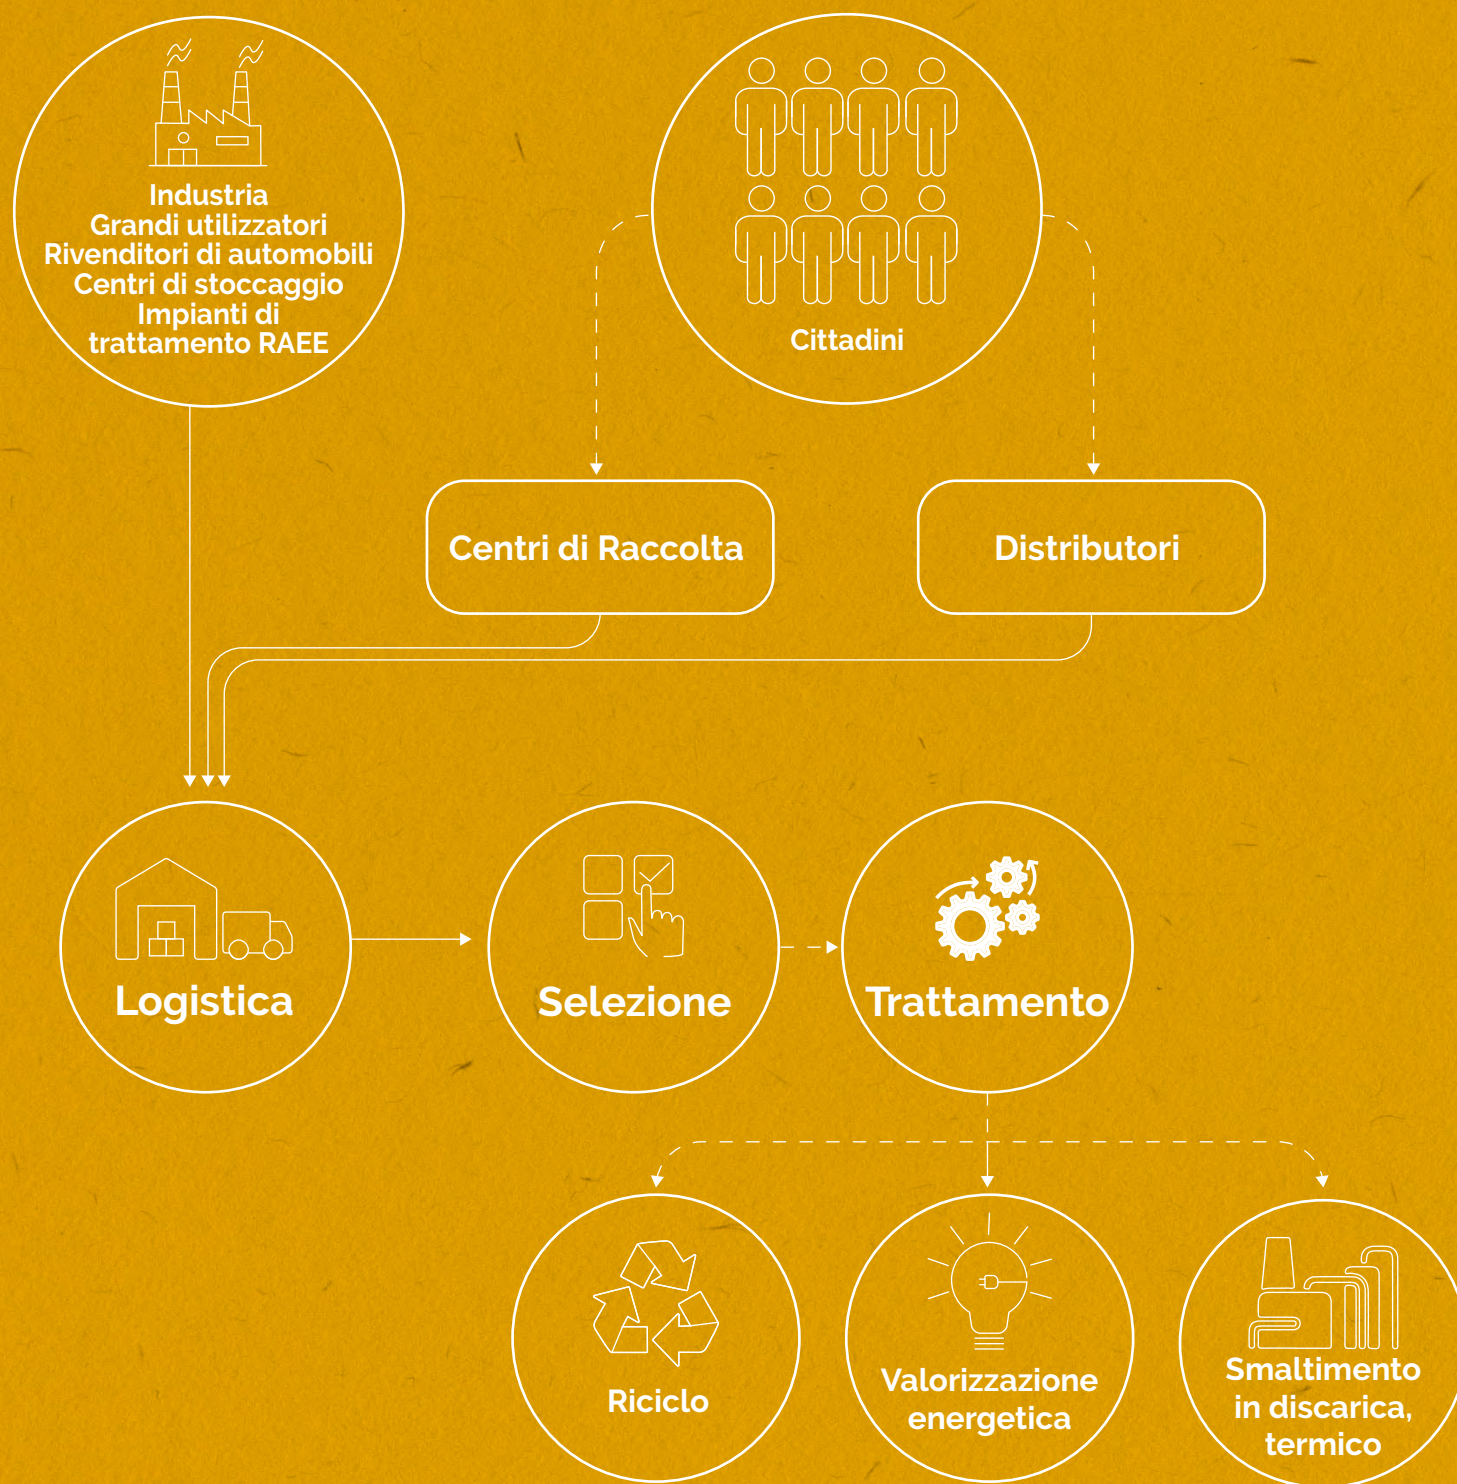 Industria
Grandi utilizzatori
Rivenditori di automobili
Centri di stoccaggio
Impianti di
trattamento RAEE
Cittadini
Centri di Raccolta
Distributori
Logistica
Selezione
Trattamento
Riciclo
Valorizzazione
energetica
Smaltimento
in discarica,
termico